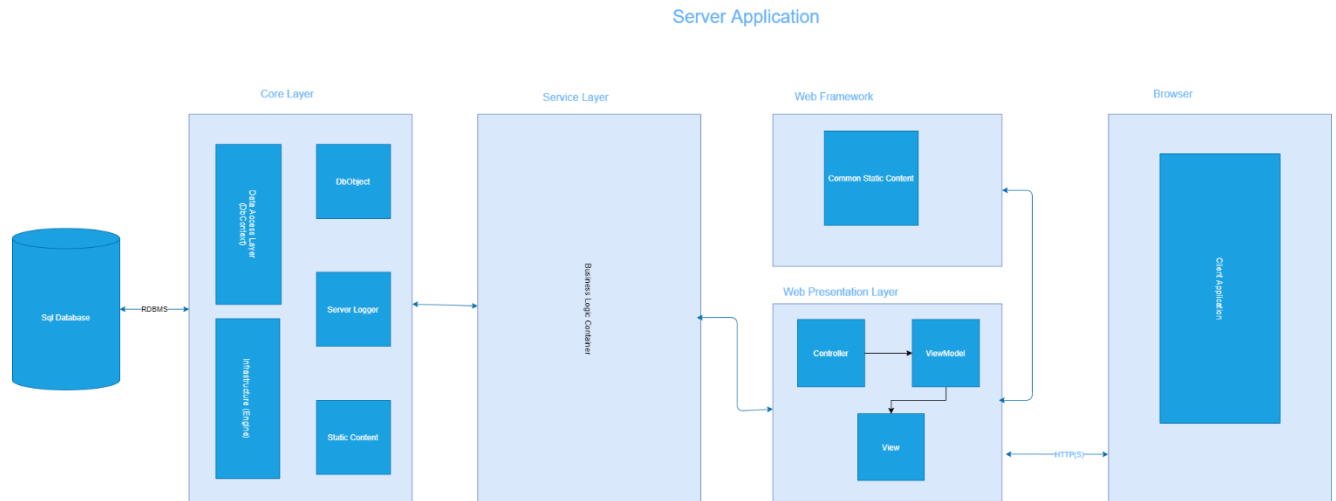 Server Application
Core Layer
Service Layer
Web Framework
Browser
Data Access Layer
(DbContext)
DbObject
Common Static Content
Sql Database
RDBMS
Infrastructure (Engine)
Server Logger
Static Content
Business Logic Container
Web Presentation Layer
Controller
ViewModel
View
HTTP(S)
Client Application